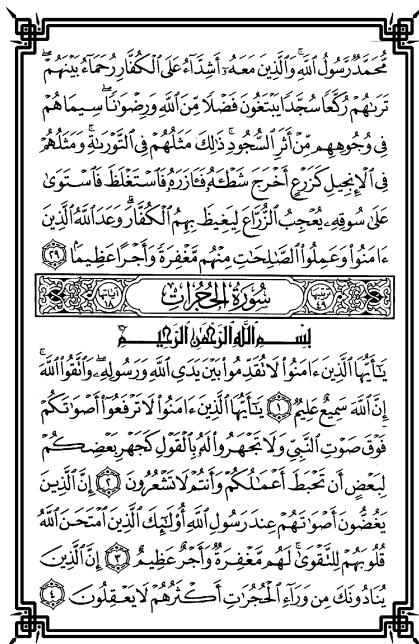 مُّحَمَّدٌ رَّسُولُ ٱللَّهِۚ وَٱلَّذِينَ مَعَهُۥٓ أَشِدَّآءُ عَلَى ٱلۡكُفَّارِ رُحَمَآءُ بَيۡنَهُمۡۖ
تَرَىٰهُمۡ رُكَّعٗا سُجَّدٗا يَبۡتَغُونَ فَضۡلٗا مِّنَ ٱللَّهِ وَرِضۡوَٰنٗاۖ سِيمَاهُمۡ
فِي وُجُوهِهِم مِّنۡ أَثَرِ ٱلسُّجُودِۚ ذَٰلِكَ مَثَلُهُمۡ فِي ٱلتَّوۡرَىٰةِۚ وَمَثَلُهُمۡ
فِي ٱلۡإِنجِيلِ كَزَرۡعٍ أَخۡرَجَ شَطۡـَٔهُۥ فَـَٔازَرَهُۥ فَٱسۡتَغۡلَظَ فَٱسۡتَوَىٰ
عَلَىٰ سُوقِهِۦ يُعۡجِبُ ٱلزُّرَّاعَ لِيَغِيظَ بِهِمُ ٱلۡكُفَّارَۗ وَعَدَ ٱللَّهُ ٱلَّذِينَ
ءَامَنُواْ وَعَمِلُواْ ٱلصَّٰلِحَٰتِ مِنۡهُم مَّغۡفِرَةٗ وَأَجۡرًا عَظِيمَۢا ٢٩
ترتيبها ٤٩ سُورَةُ الحُجُرَاتِ آياتها ١٨
بِسۡمِ ٱللَّهِ ٱلرَّحۡمَٰنِ ٱلرَّحِيمِ
يَٰٓأَيُّهَا ٱلَّذِينَ ءَامَنُواْ لَا تُقَدِّمُواْ بَيۡنَ يَدَيِ ٱللَّهِ وَرَسُولِهِۦۖ وَٱتَّقُواْ ٱللَّهَۚ
إِنَّ ٱللَّهَ سَمِيعٌ عَلِيمٞ ١ يَٰٓأَيُّهَا ٱلَّذِينَ ءَامَنُواْ لَا تَرۡفَعُوٓاْ أَصۡوَٰتَكُمۡ
فَوۡقَ صَوۡتِ ٱلنَّبِيِّ وَلَا تَجۡهَرُواْ لَهُۥ بِٱلۡقَوۡلِ كَجَهۡرِ بَعۡضِكُمۡ
لِبَعۡضٍ أَن تَحۡبَطَ أَعۡمَٰلُكُمۡ وَأَنتُمۡ لَا تَشۡعُرُونَ ٢ إِنَّ ٱلَّذِينَ
يَغُضُّونَ أَصۡوَٰتَهُمۡ عِندَ رَسُولِ ٱللَّهِ أُوْلَٰٓئِكَ ٱلَّذِينَ ٱمۡتَحَنَ ٱللَّهُ
قُلُوبَهُمۡ لِلتَّقۡوَىٰۚ لَهُم مَّغۡفِرَةٞ وَأَجۡرٌ عَظِيمٌ ٣ إِنَّ ٱلَّذِينَ
يُنَادُونَكَ مِن وَرَآءِ ٱلۡحُجُرَٰتِ أَكۡثَرُهُمۡ لَا يَعۡقِلُونَ ٤